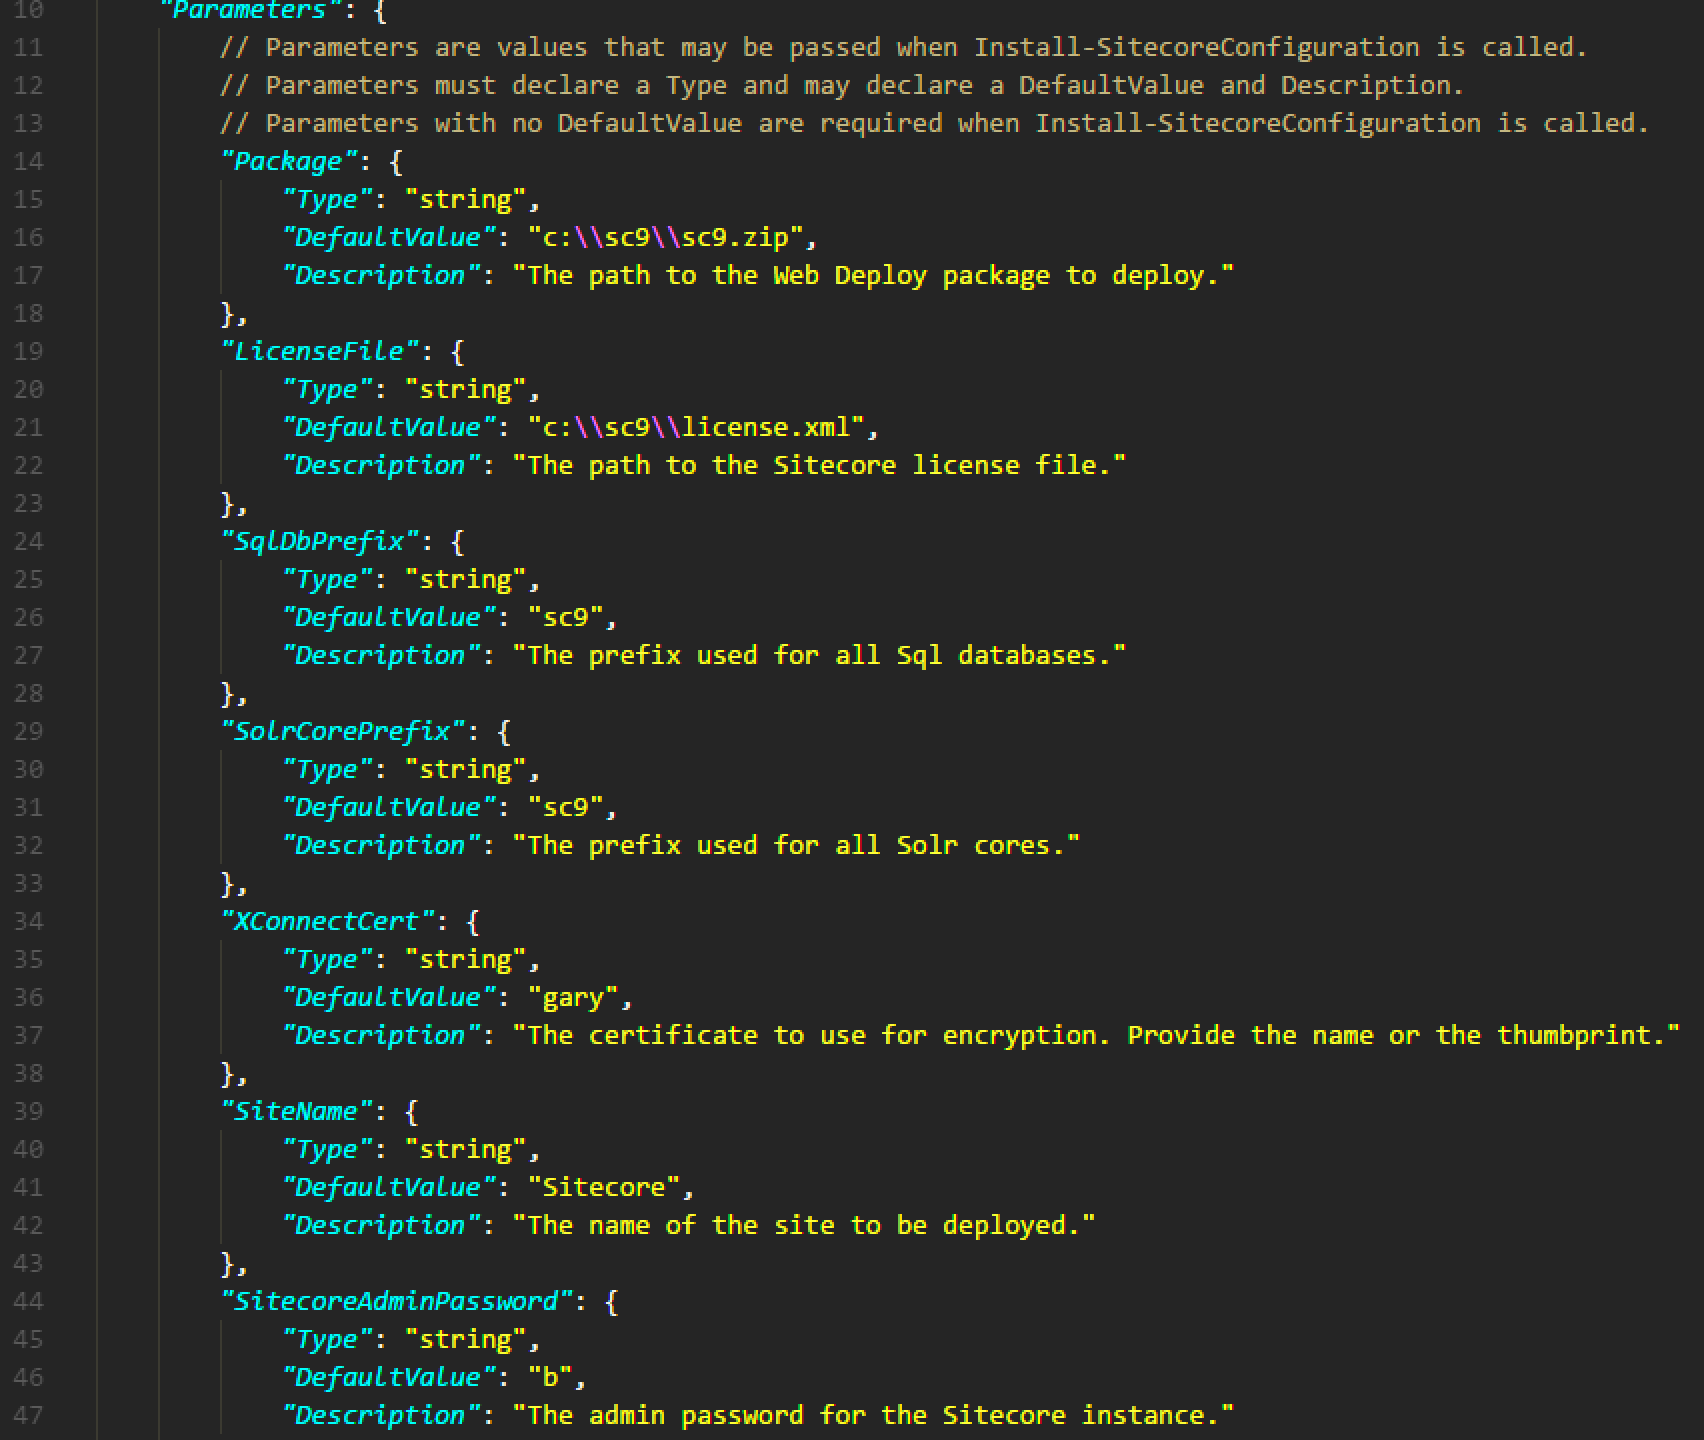 10 "Parameters": {
11 // Parameters are values that may be passed when Install-SitecoreConfiguration is called.
12 // Parameters must declare a Type and may declare a DefaultValue and Description.
13 // Parameters with no DefaultValue are required when Install-SitecoreConfiguration is called.
14 "Package": {
15 "Type": "string",
16 "DefaultValue": "c:\\sc9\\sc9.zip",
17 "Description": "The path to the Web Deploy package to deploy."
18 },
19 "LicenseFile": {
20 "Type": "string",
21 "DefaultValue": "c:\\sc9\\license.xml",
22 "Description": "The path to the Sitecore license file."
23 },
24 "SqlDbPrefix": {
25 "Type": "string",
26 "DefaultValue": "sc9",
27 "Description": "The prefix used for all Sql databases."
28 },
29 "SolrCorePrefix": {
30 "Type": "string",
31 "DefaultValue": "sc9",
32 "Description": "The prefix used for all Solr cores."
33 },
34 "XConnectCert": {
35 "Type": "string",
36 "DefaultValue": "gary",
37 "Description": "The certificate to use for encryption. Provide the name or the thumbprint."
38 },
39 "SiteName": {
40 "Type": "string",
41 "DefaultValue": "Sitecore",
42 "Description": "The name of the site to be deployed."
43 },
44 "SitecoreAdminPassword": {
45 "Type": "string",
46 "DefaultValue": "b",
47 "Description": "The admin password for the Sitecore instance."